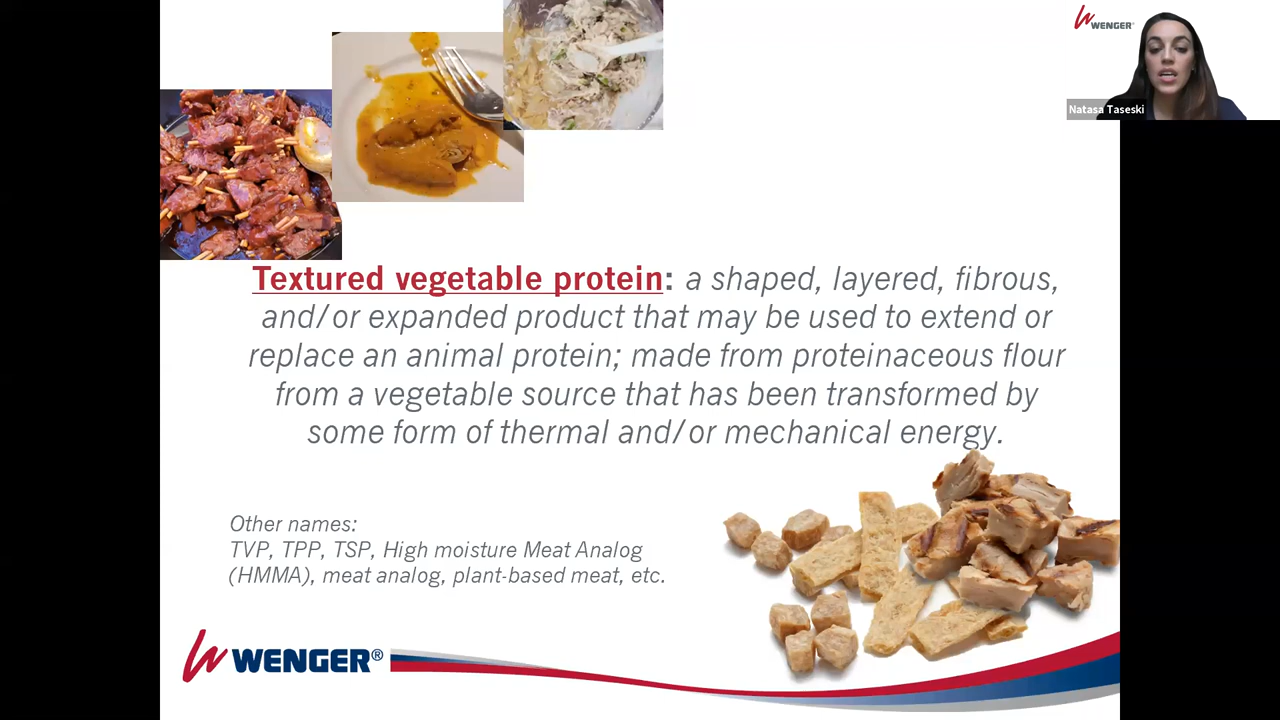 WENGER®
Natasa Taseski
Textured vegetable protein: a shaped, layered, fibrous,
and/or expanded product that may be used to extend or
replace an animal protein; made from proteinaceous flour
from a vegetable source that has been transformed by
some form of thermal and/or mechanical energy.
Other names:
TVP, TPP, TSP, High moisture Meat Analog
(HMMA), meat analog, plant-based meat, etc.
WENGER®